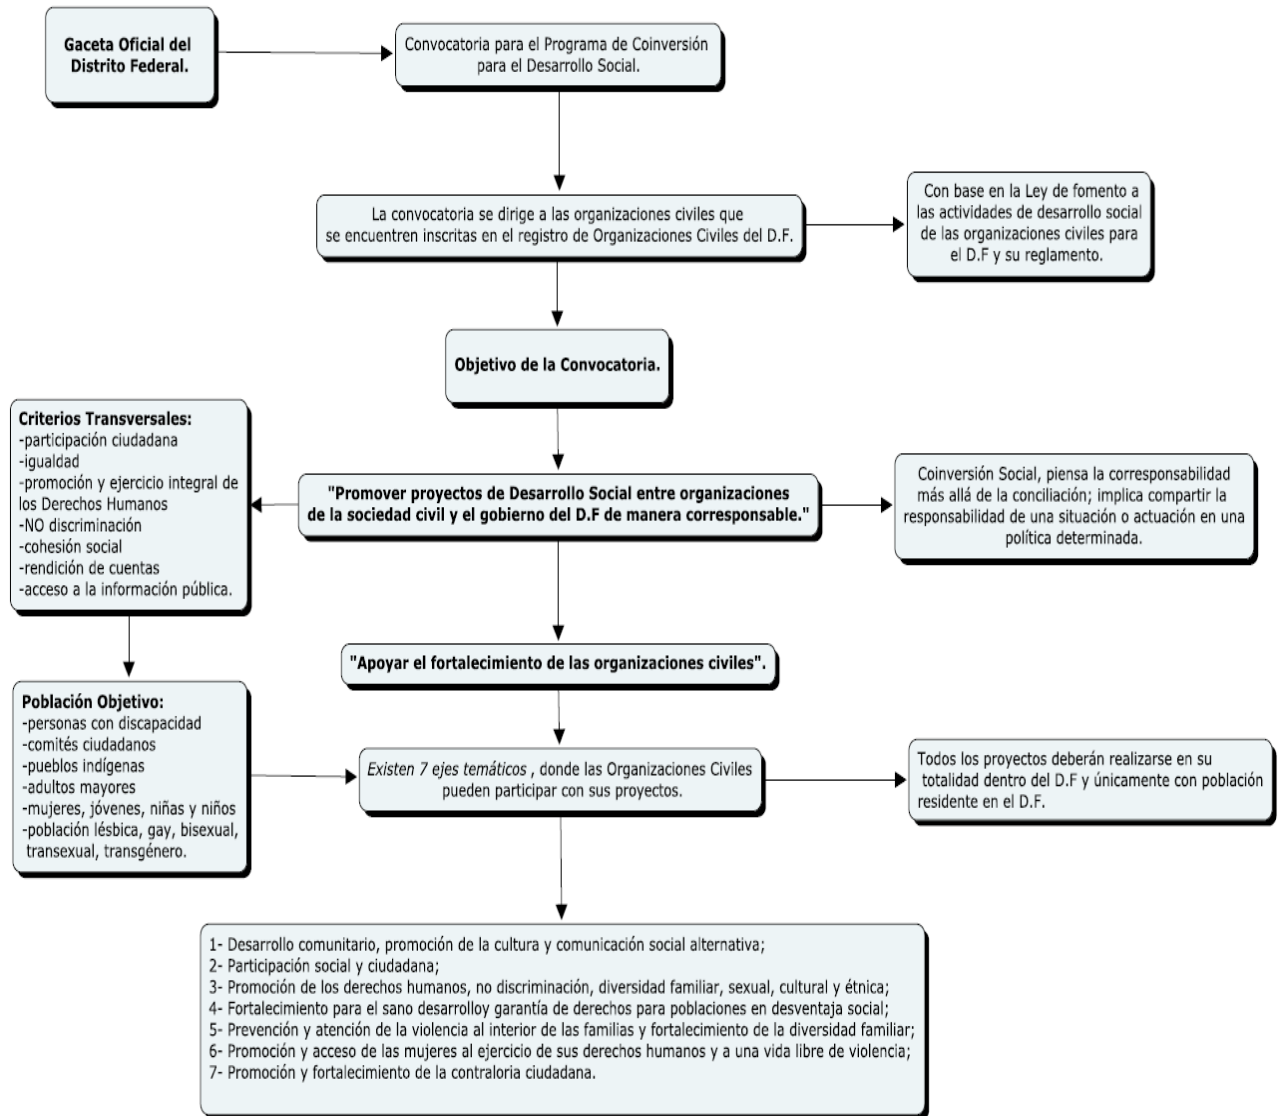 Gaceta Oficial del
Distrito Federal.
Convocatoria para el Programa de Coinversión
para el Desarrollo Social.
La convocatoria se dirige a las organizaciones civiles que
se encuentren inscritas en el registro de Organizaciones Civiles del D.F.
Con base en la Ley de fomento a
las actividades de desarrollo social
de las organizaciones civiles para
el D.F y su reglamento.
Objetivo de la Convocatoria.
Criterios Transversales:
-participación ciudadana
-igualdad
-promoción y ejercicio integral de
los Derechos Humanos
-NO discriminación
-cohesión social
-rendición de cuentas
-acceso a la información pública.
"Promover proyectos de Desarrollo Social entre organizaciones
de la sociedad civil y el gobierno del D.F de manera corresponsable."
Coinversión Social, piensa la corresponsabilidad
más allá de la conciliación; implica compartir la
responsabilidad de una situación o actuación en una
política determinada.
"Apoyar el fortalecimiento de las organizaciones civiles".
Población Objetivo:
-personas con discapacidad
-comités ciudadanos
-pueblos indígenas
-adultos mayores
-mujeres, jóvenes, niñas y niños
-población lésbica, gay, bisexual,
transexual, transgénero.
Existen 7 ejes temáticos , donde las Organizaciones Civiles
pueden participar con sus proyectos.
Todos los proyectos deberán realizarse en su
totalidad dentro del D.F y únicamente con población
residente en el D.F.
1- Desarrollo comunitario, promoción de la cultura y comunicación social alternativa;
2- Participación social y ciudadana;
3- Promoción de los derechos humanos, no discriminación, diversidad familiar, sexual, cultural y étnica;
4- Fortalecimiento para el sano desarrolloy garantía de derechos para poblaciones en desventaja social;
5- Prevención y atención de la violencia al interior de las familias y fortalecimiento de la diversidad familiar;
6- Promoción y acceso de las mujeres al ejercicio de sus derechos humanos y a una vida libre de violencia;
7- Promoción y fortalecimiento de la contraloria ciudadana.